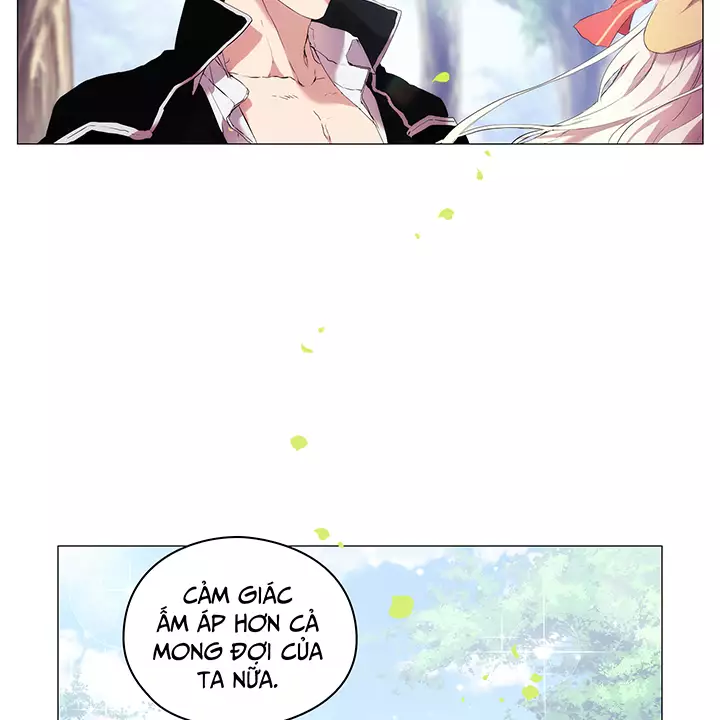 CẢM GIÁC
ẤM ÁP HƠN CẢ
MONG ĐỢI CỦA
TA NỮA.